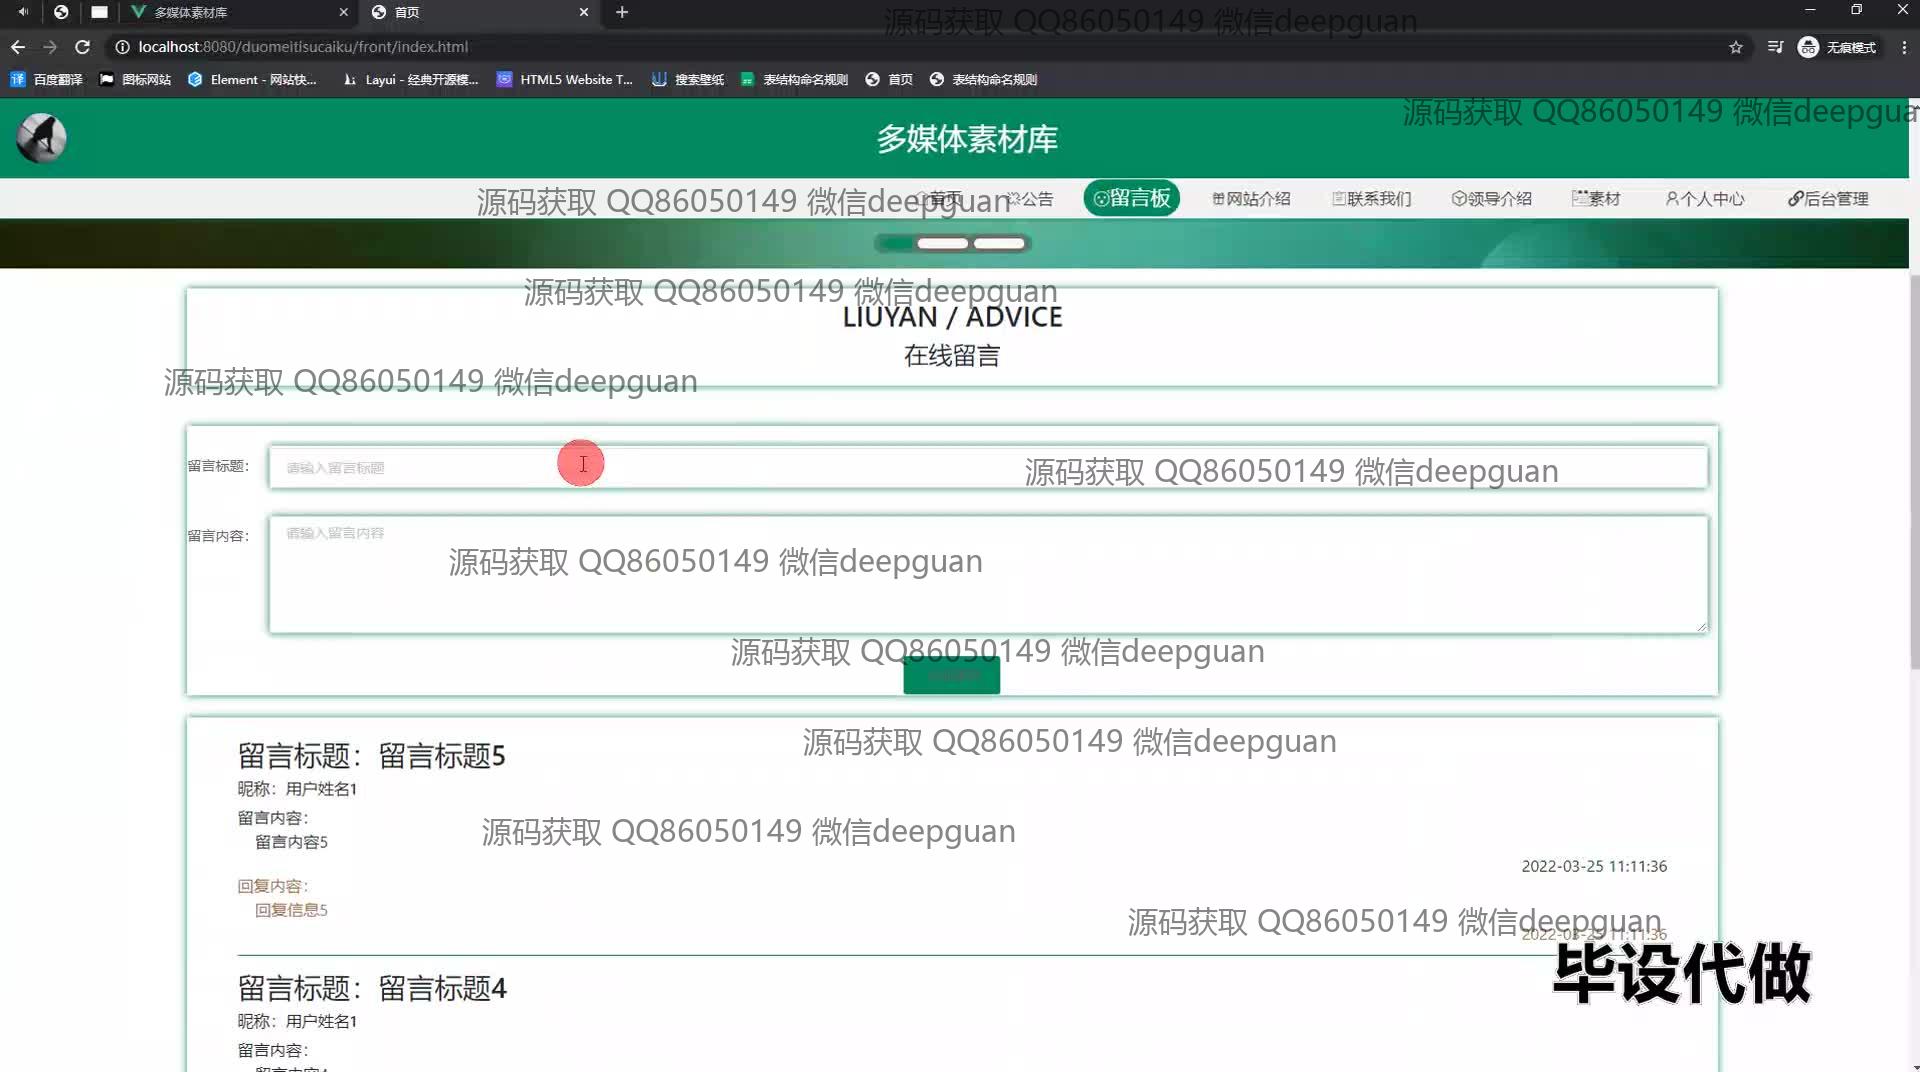 多媒体素材库
首页
localhost:8080/duomeitisucaiku/front/index.html
无痕模式
百度翻译
图标网站
Element - 网站快...
Layui - 经典开源模...
HTML5 Website T...
搜索壁纸
表结构命名规则
首页
表结构命名规则
源码获取 QQ86050149 微信deepguan
源码获取 QQ86050149 微信deepgua
多媒体素材库
源码获取 QQ86050149 微信deepguan
首页
公告
留言板
网站介绍
联系我们
领导介绍
素材
个人中心
后台管理
源码获取 QQ86050149 微信deepguan
LIUYAN / ADVICE
在线留言
源码获取 QQ86050149 微信deepguan
留言标题：
请输入留言标题
源码获取 QQ86050149 微信deepguan
留言内容：
请输入留言内容
源码获取 QQ86050149 微信deepguan
源码获取 QQ86050149 微信deepguan
留言标题：留言标题5
源码获取 QQ86050149 微信deepguan
昵称：用户姓名1
留言内容：
留言内容5
源码获取 QQ86050149 微信deepguan
2022-03-25 11:11:36
回复内容：
回复信息5
源码获取 QQ86050149 微信deepguan
2022-03-25 11:11:36
毕设代做
留言标题：留言标题4
昵称：用户姓名1
留言内容：
留言内容4